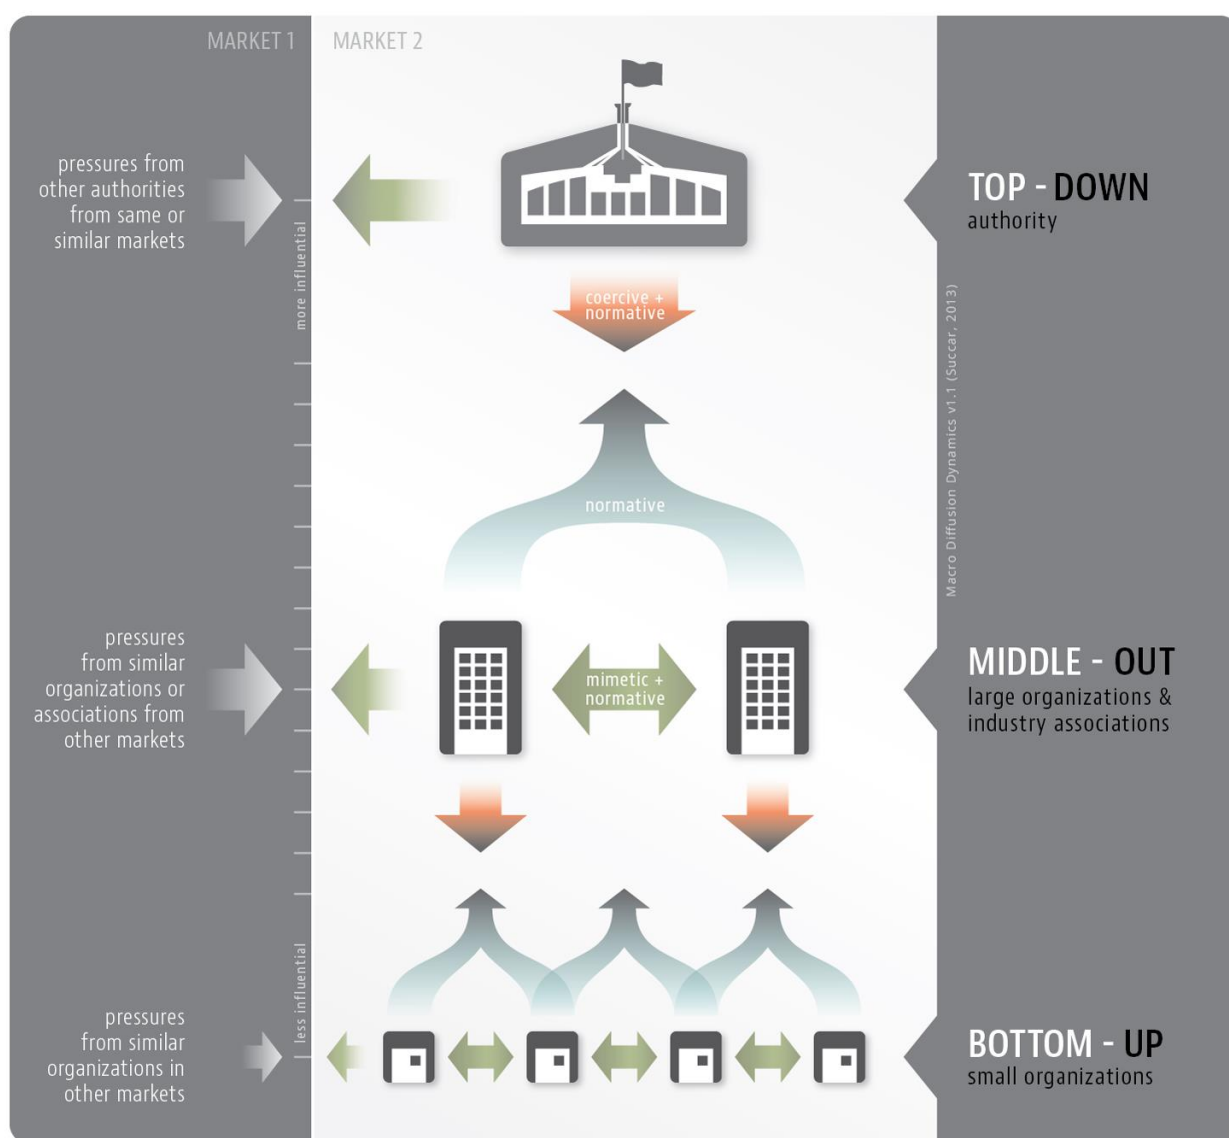 MARKET 1
MARKET 2
pressures from
other authorities
from same or
similar markets
more influential
coercive +
normative
TOP - DOWN
authority
Macro Diffusion Dynamics v1.1 (Succar, 2013)
normative
pressures
from similar
organizations or
associations from
other markets
mimetic +
normative
MIDDLE - OUT
large organizations &
industry associations
less influential
pressures
from similar
organizations in
other markets
BOTTOM - UP
small organizations